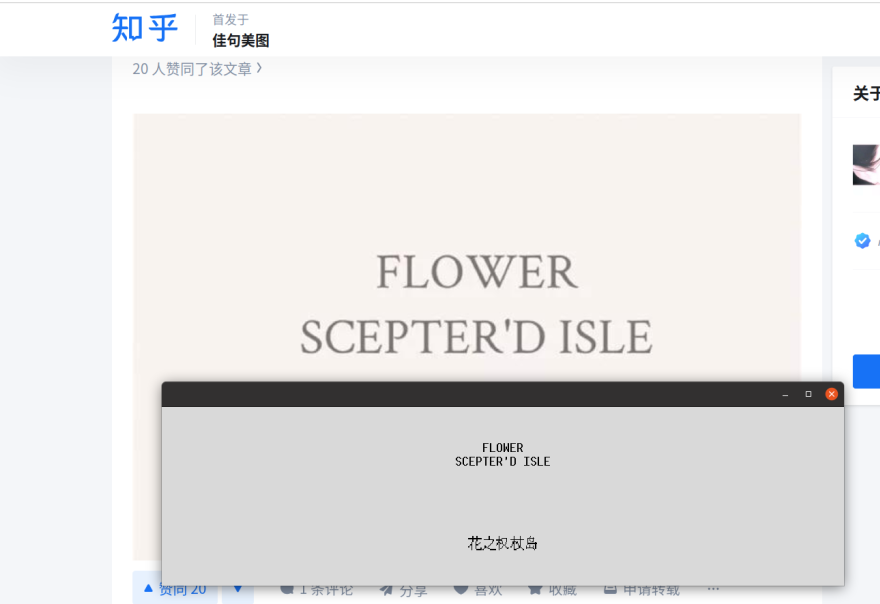 知乎
首发于
佳句美图
20 人赞同了该文章 ›
关于
FLOWER
SCEPTER'D ISLE
FLOWER
SCEPTER'D ISLE
花之权杖岛
赞同 20
1 条评论
分享
喜欢
收藏
申请转载